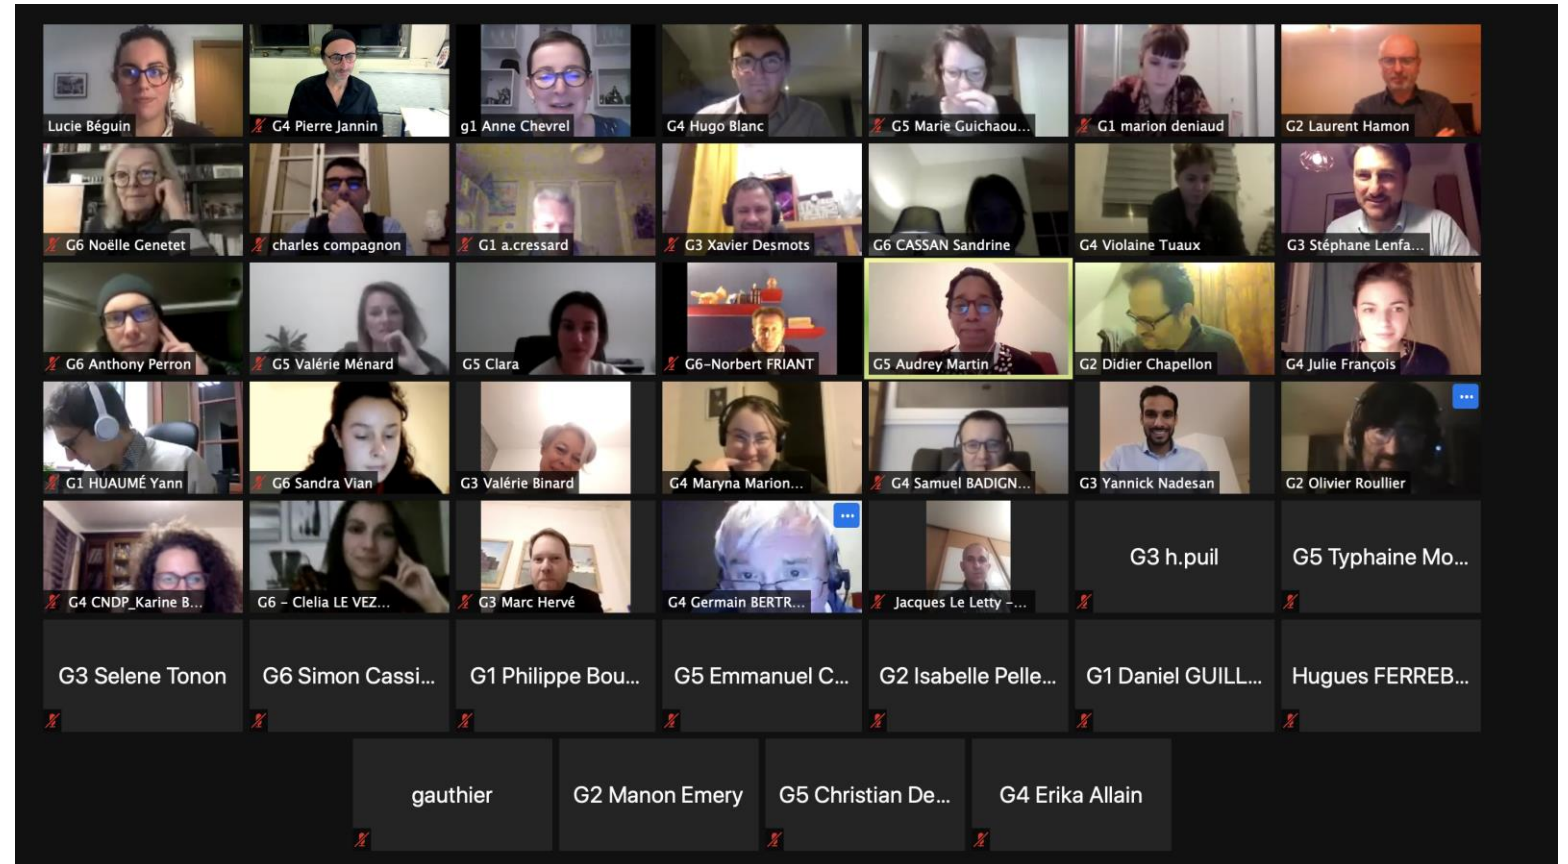 Lucie Béguin
G4 Pierre Jannin
g1 Anne Chevrel
G4 Hugo Blanc
G5 Marie Guichaou...
G1 marion deniaud
G2 Laurent Hamon
G6 Noëlle Genetet
charles compagnon
G1 a.cressard
G3 Xavier Desmots
G6 CASSAN Sandrine
G4 Violaine Tuaux
G3 Stéphane Lenfa...
G6 Anthony Perron
G5 Valérie Ménard
G5 Clara
G6-Norbert FRIANT
G5 Audrey Martin
G2 Didier Chapellon
G4 Julie François
G1 HUAUMÉ Yann
G6 Sandra Vian
G3 Valérie Binard
G4 Maryna Marion...
G4 Samuel BADIGN...
G3 Yannick Nadesan
G2 Olivier Roullier
G4 CNDP_Karine B...
G6 - Clelia LE VEZ...
G3 Marc Hervé
G4 Germain BERTR...
Jacques Le Letty -...
G3 h.puil
G5 Typhaine Mo...
G3 Selene Tonon
G6 Simon Cassi...
G1 Philippe Bou...
G5 Emmanuel C...
G2 Isabelle Pelle...
G1 Daniel GUILL...
Hugues FERREB...
gauthier
G2 Manon Emery
G5 Christian De...
G4 Erika Allain